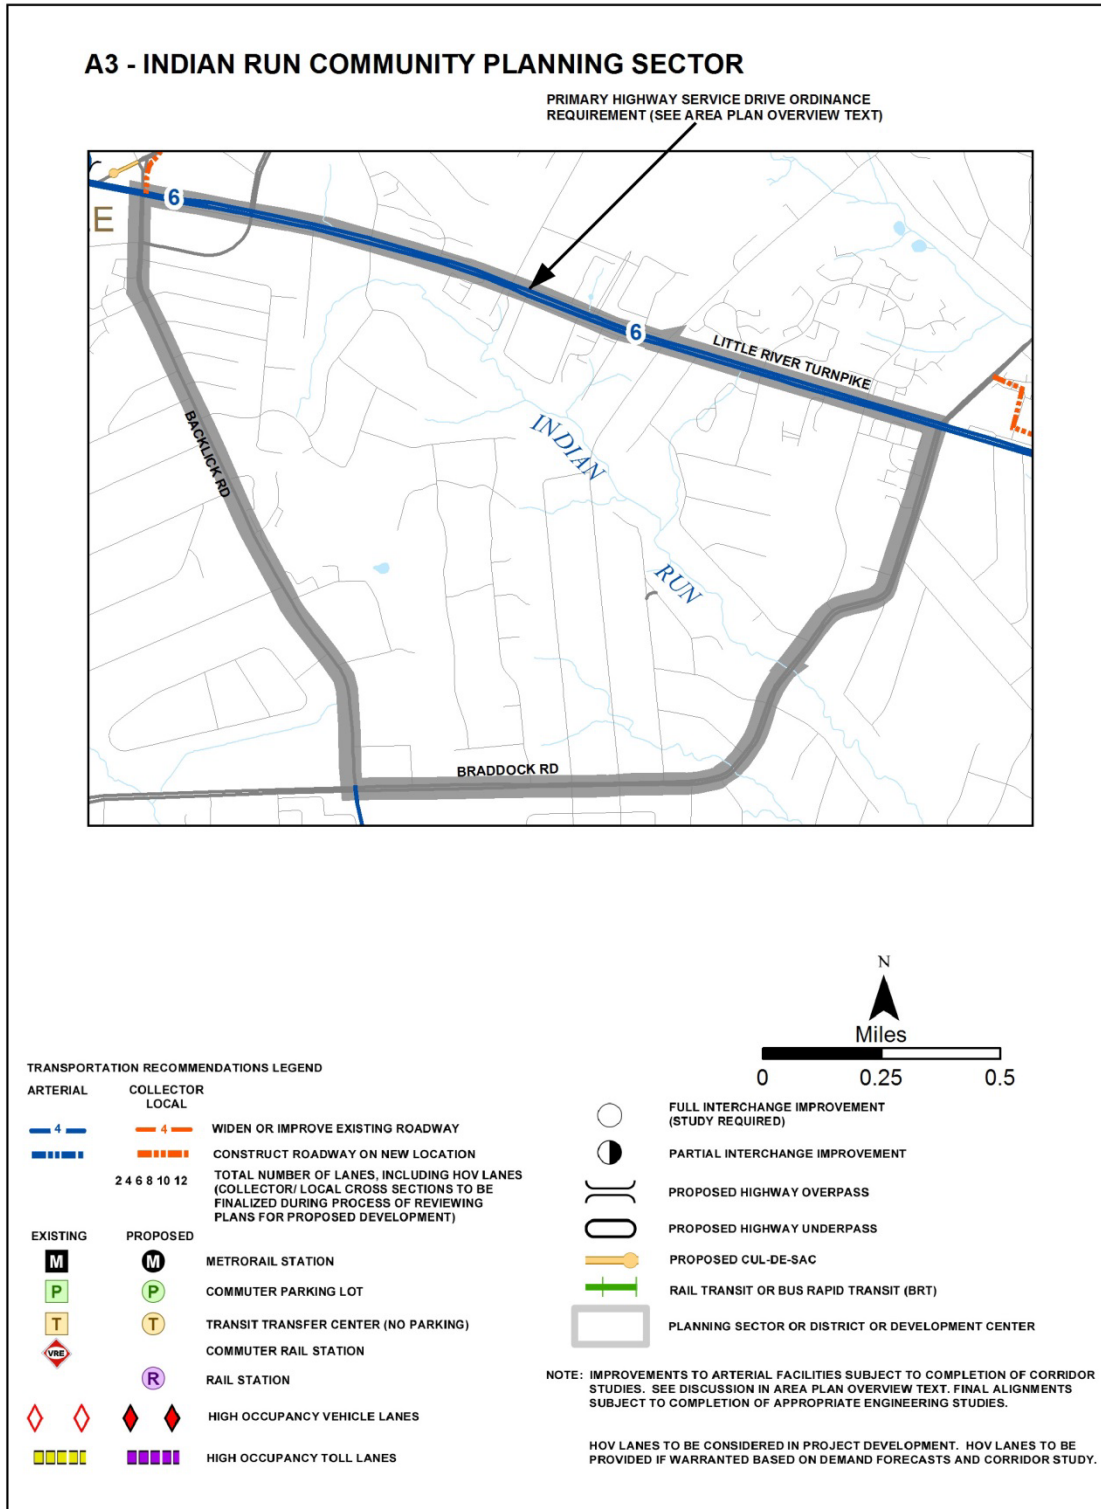 A3 - INDIAN RUN COMMUNITY PLANNING SECTOR
PRIMARY HIGHWAY SERVICE DRIVE ORDINANCE
REQUIREMENT (SEE AREA PLAN OVERVIEW TEXT)
6
E
6
LITTLE RIVER TURNPIKE
BACKLICK RD
INDIAN
RUN
BRADDOCK RD
N
Miles
0 0.25 0.5
TRANSPORTATION RECOMMENDATIONS LEGEND
ARTERIAL
COLLECTOR
LOCAL
4 4 WIDEN OR IMPROVE EXISTING ROADWAY
CONSTRUCT ROADWAY ON NEW LOCATION
2 4 6 8 10 12
TOTAL NUMBER OF LANES, INCLUDING HOV LANES
(COLLECTOR/ LOCAL CROSS SECTIONS TO BE
FINALIZED DURING PROCESS OF REVIEWING
PLANS FOR PROPOSED DEVELOPMENT)
EXISTING PROPOSED
M M METRORAIL STATION
P P COMMUTER PARKING LOT
T T TRANSIT TRANSFER CENTER (NO PARKING)
VRE COMMUTER RAIL STATION
R RAIL STATION
HIGH OCCUPANCY VEHICLE LANES
HIGH OCCUPANCY TOLL LANES
FULL INTERCHANGE IMPROVEMENT
(STUDY REQUIRED)
PARTIAL INTERCHANGE IMPROVEMENT
PROPOSED HIGHWAY OVERPASS
PROPOSED HIGHWAY UNDERPASS
PROPOSED CUL-DE-SAC
RAIL TRANSIT OR BUS RAPID TRANSIT (BRT)
PLANNING SECTOR OR DISTRICT OR DEVELOPMENT CENTER
NOTE: IMPROVEMENTS TO ARTERIAL FACILITIES SUBJECT TO COMPLETION OF CORRIDOR
STUDIES. SEE DISCUSSION IN AREA PLAN OVERVIEW TEXT. FINAL ALIGNMENTS
SUBJECT TO COMPLETION OF APPROPRIATE ENGINEERING STUDIES.
HOV LANES TO BE CONSIDERED IN PROJECT DEVELOPMENT. HOV LANES TO BE
PROVIDED IF WARRANTED BASED ON DEMAND FORECASTS AND CORRIDOR STUDY.